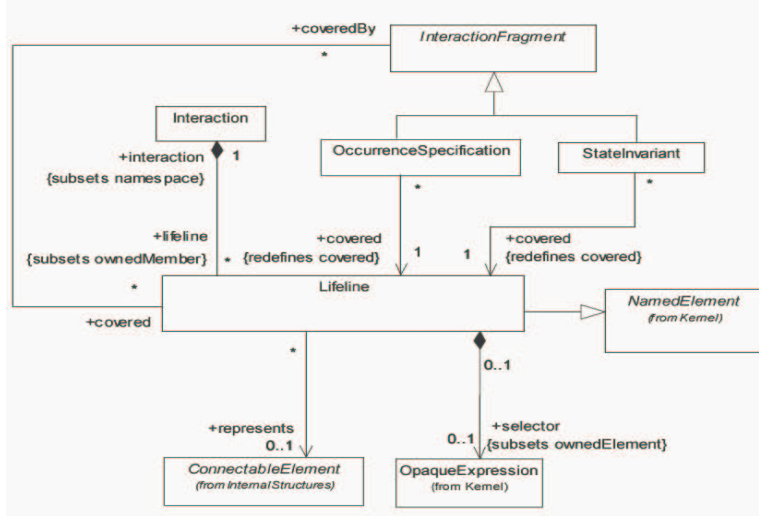 +coveredBy
*
InteractionFragment
Interaction
+interaction
1
{subsets namespace}
OccurrenceSpecification
*
StateInvariant
*
+lifeline
{subsets ownedMember}
*
+covered
{redefines covered}
1
+covered
1
{redefines covered}
*
+covered
Lifeline
NamedElement
(from Kernel)
*
0..1
+represents
0..1
+selector
0..1
{subsets ownedElement}
ConnectableElement
(from InternalStructures)
OpaqueExpression
(from Kernel)